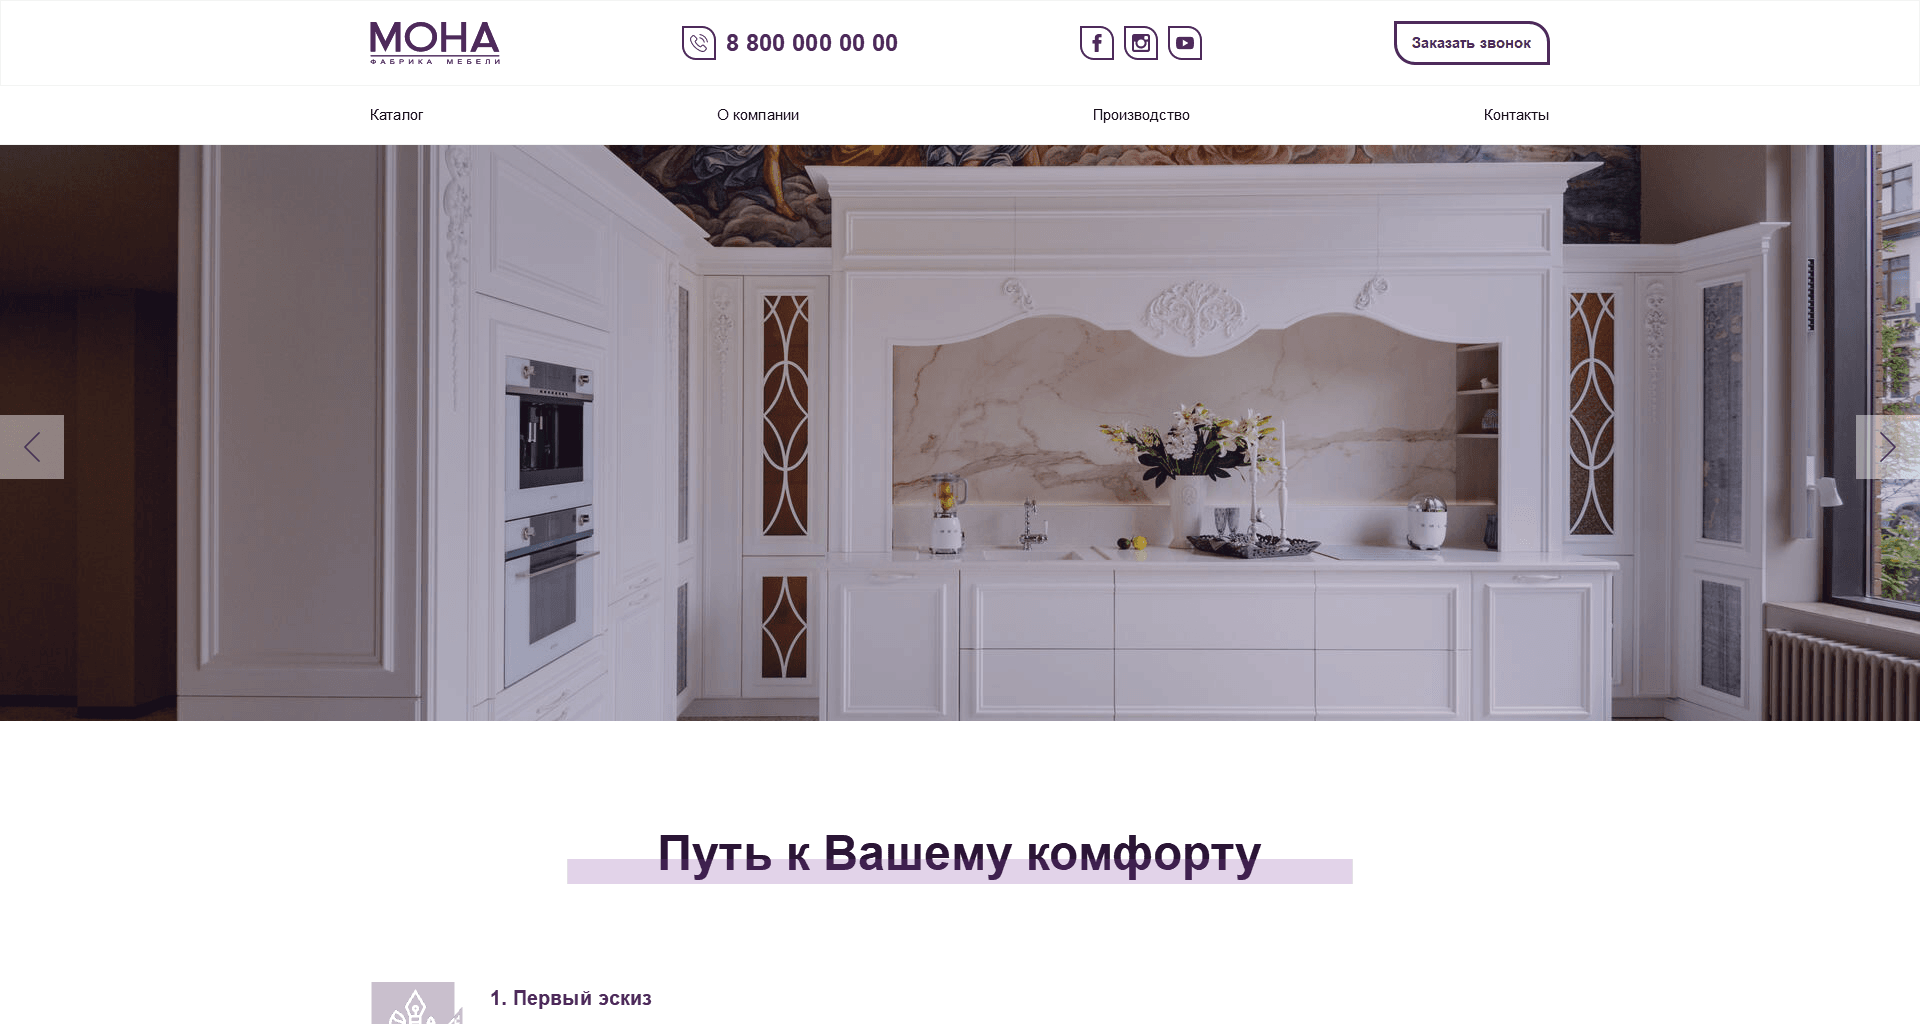 МОНА
ФАБРИКА МЕБЕЛИ
8 800 000 00 00
Заказать звонок
Каталог
О компании
Производство
Контакты
Путь к Вашему комфорту
1. Первый эскиз